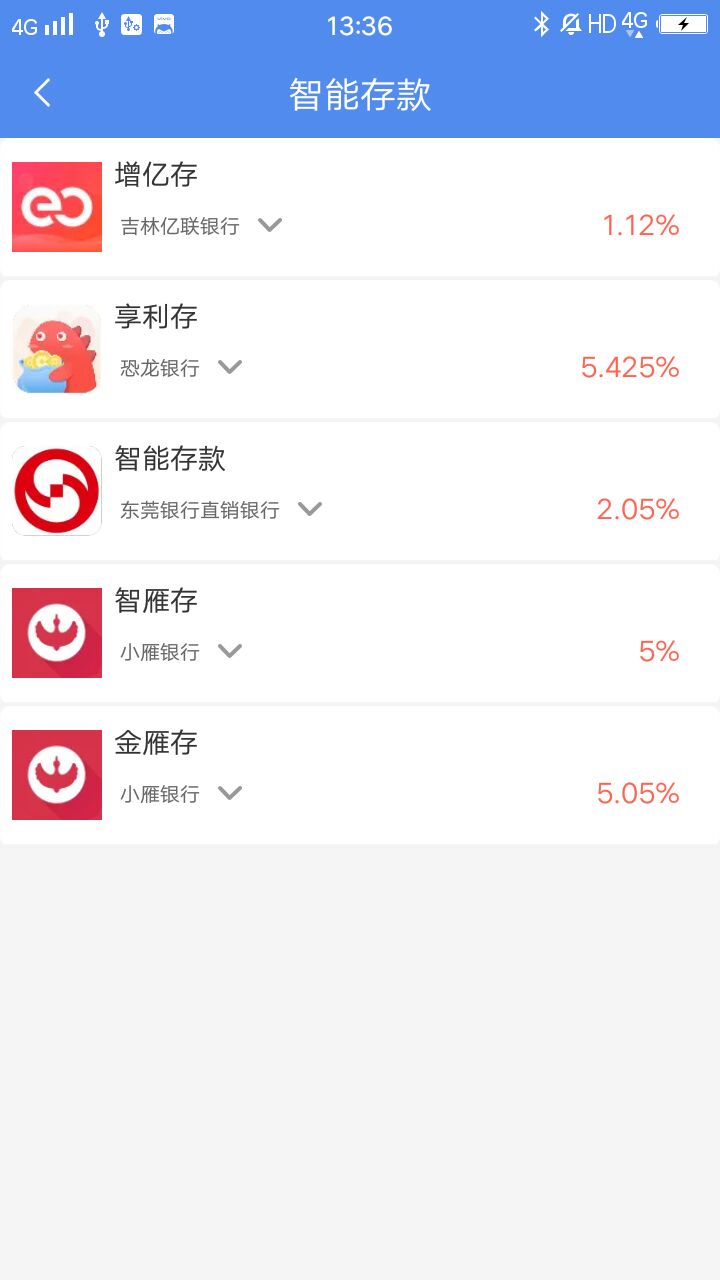 4G 13:36 HD 4G
智能存款
增亿存
吉林亿联银行 1.12%
享利存
恐龙银行 5.425%
智能存款
东莞银行直销银行 2.05%
智雁存
小雁银行 5%
金雁存
小雁银行 5.05%